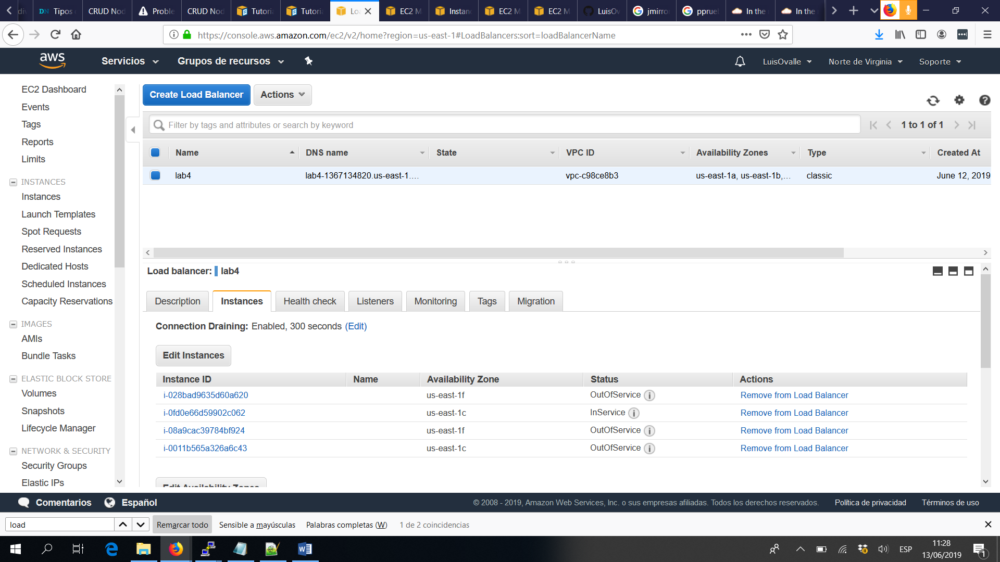 Tipos
CRUD Nod
Proble
CRUD Nod
Tutoria
Tutoria
Loa
EC2 M
Instanc
EC2 M
EC2 M
LuisOv
jmirror
pprueb
In the
In the
https://console.aws.amazon.com/ec2/v2/home?region=us-east-1#LoadBalancers:sort=loadBalancerName
aws
Servicios
Grupos de recursos
LuisOvalle
Norte de Virginia
Soporte
EC2 Dashboard
Events
Tags
Reports
Limits
INSTANCES
Instances
Launch Templates
Spot Requests
Reserved Instances
Dedicated Hosts
Scheduled Instances
Capacity Reservations
IMAGES
AMIs
Bundle Tasks
ELASTIC BLOCK STORE
Volumes
Snapshots
Lifecycle Manager
NETWORK & SECURITY
Security Groups
Elastic IPs
Create Load Balancer
Actions
Filter by tags and attributes or search by keyword
1 to 1 of 1
Name DNS name State VPC ID Availability Zones Type Created At
lab4 lab4-1367134820.us-east-1.... vpc-c98ce8b3 us-east-1a, us-east-1b,... classic June 12, 2019
Load balancer: lab4
Description Instances Health check Listeners Monitoring Tags Migration
Connection Draining: Enabled, 300 seconds (Edit)
Edit Instances
Instance ID Name Availability Zone Status Actions
i-028bad9635d60a620 us-east-1f OutOfService Remove from Load Balancer
i-0fd0e66d59902c062 us-east-1c InService Remove from Load Balancer
i-08a9cac39784bf924 us-east-1f OutOfService Remove from Load Balancer
i-0011b565a326a6c43 us-east-1c OutOfService Remove from Load Balancer
Edit Availability Zones
Comentarios
Español
© 2008 - 2019, Amazon Web Services, Inc. o sus empresas afiliadas. Todos los derechos reservados.
Política de privacidad
Términos de uso
load
Remarcar todo
Sensible a mayúsculas
Palabras completas (W)
1 de 2 coincidencias
ESP
11:28
13/06/2019
1